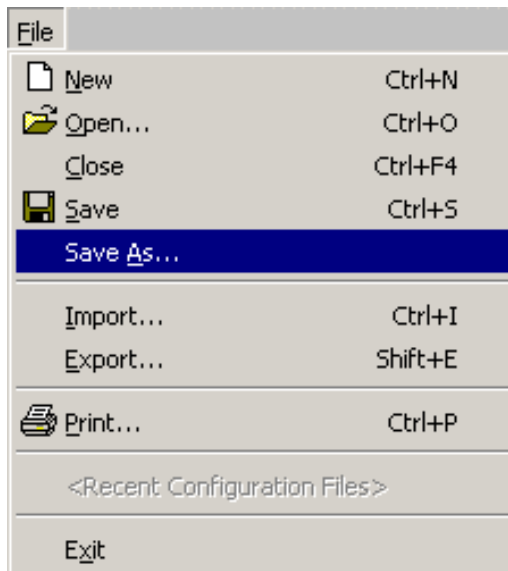 File
New Ctrl+N
Open... Ctrl+O
Close Ctrl+F4
Save Ctrl+S
Save As...
Import... Ctrl+I
Export... Shift+E
Print... Ctrl+P
<Recent Configuration Files>
Exit